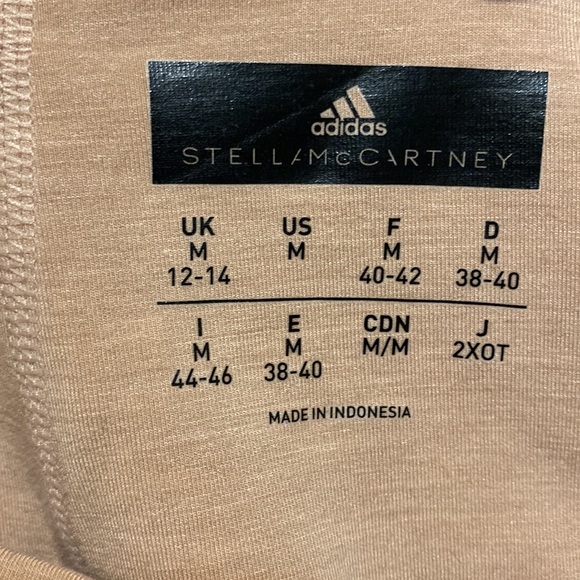 adidas
STELLA McCARTNEY
UK US F D
M M M M
12-14 40-42 38-40
I E CDN J
M M M/M 2XOT
44-46 38-40
MADE IN INDONESIA